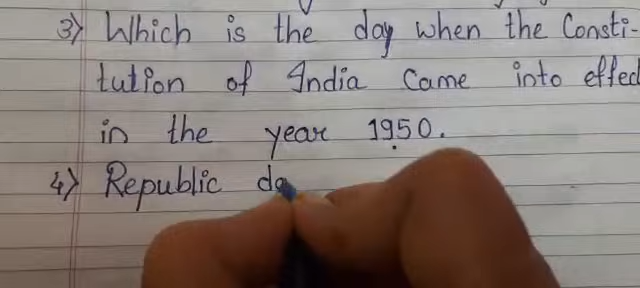 3) Which is the day when the Consti-
tution of India Came into effect
in the year 1950.
4) Republic da